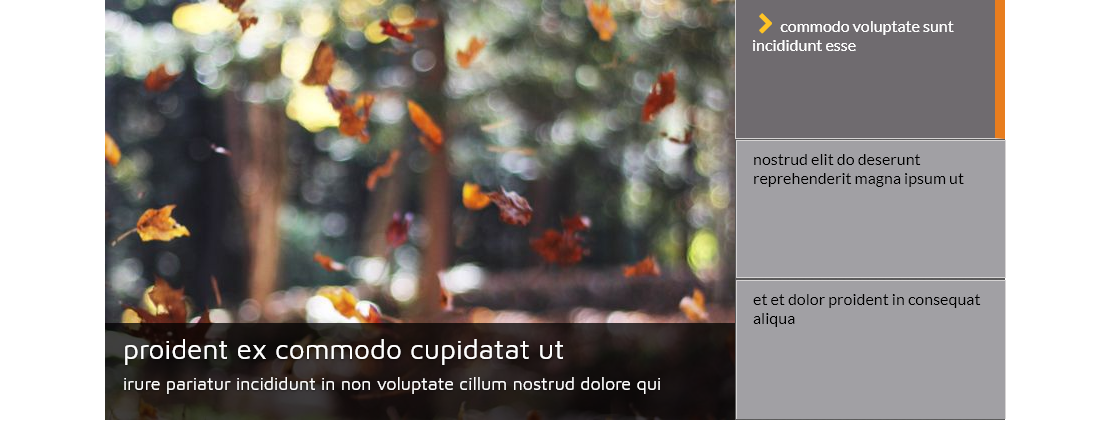 commodo voluptate sunt
incididunt esse
nostrud elit do deserunt
reprehenderit magna ipsum ut
et et dolor proident in consequat
aliqua
proident ex commodo cupidatat ut
irure pariatur incididunt in non voluptate cillum nostrud dolore qui